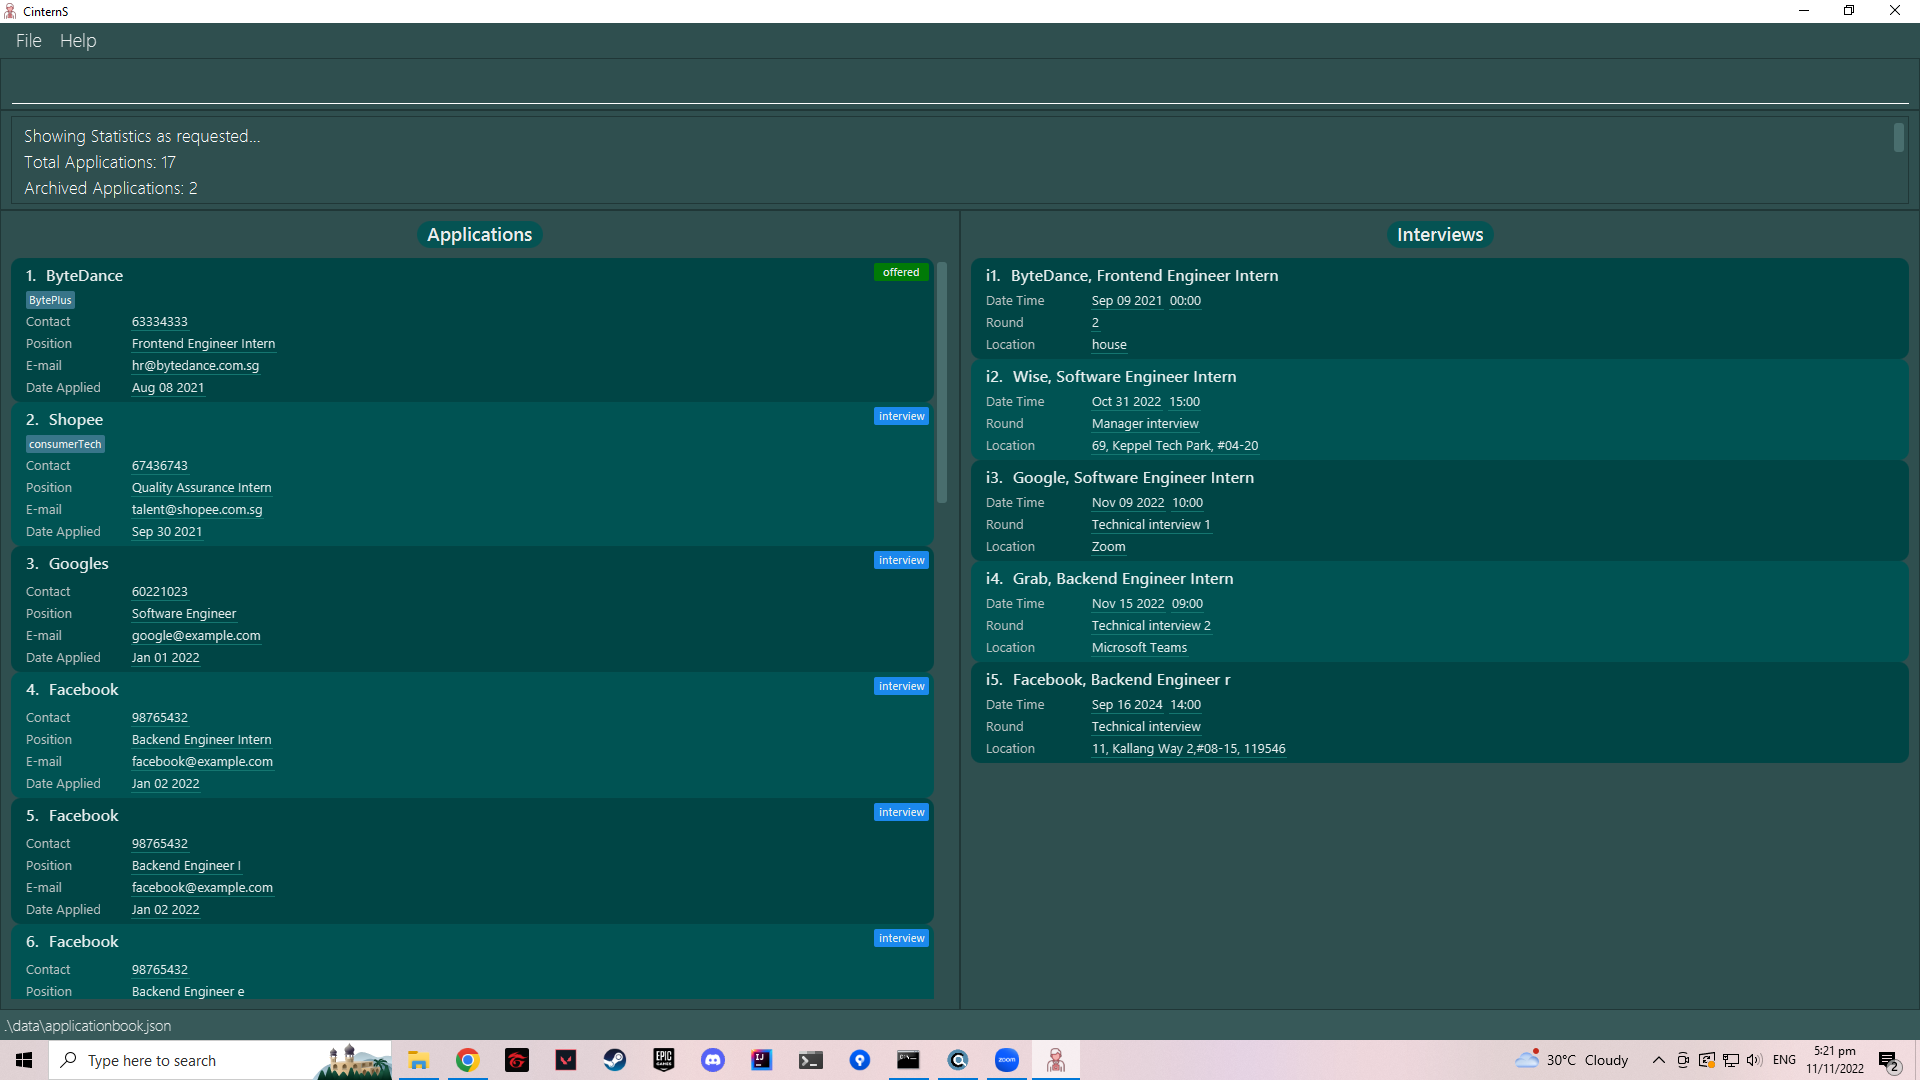 CinternS
File Help
Showing Statistics as requested...
Total Applications: 17
Archived Applications: 2
Applications
1. ByteDance
offered
BytePlus
Contact 63334333
Position Frontend Engineer Intern
E-mail hr@bytedance.com.sg
Date Applied Aug 08 2021
2. Shopee
interview
consumerTech
Contact 67436743
Position Quality Assurance Intern
E-mail talent@shopee.com.sg
Date Applied Sep 30 2021
3. Googles
interview
Contact 60221023
Position Software Engineer
E-mail google@example.com
Date Applied Jan 01 2022
4. Facebook
interview
Contact 98765432
Position Backend Engineer Intern
E-mail facebook@example.com
Date Applied Jan 02 2022
5. Facebook
interview
Contact 98765432
Position Backend Engineer I
E-mail facebook@example.com
Date Applied Jan 02 2022
6. Facebook
interview
Contact 98765432
Position Backend Engineer e
Interviews
i1. ByteDance, Frontend Engineer Intern
Date Time Sep 09 2021 00:00
Round 2
Location house
i2. Wise, Software Engineer Intern
Date Time Oct 31 2022 15:00
Round Manager interview
Location 69, Keppel Tech Park, #04-20
i3. Google, Software Engineer Intern
Date Time Nov 09 2022 10:00
Round Technical interview 1
Location Zoom
i4. Grab, Backend Engineer Intern
Date Time Nov 15 2022 09:00
Round Technical interview 2
Location Microsoft Teams
i5. Facebook, Backend Engineer r
Date Time Sep 16 2024 14:00
Round Technical interview
Location 11, Kallang Way 2,#08-15, 119546
.\data\applicationbook.json
Type here to search
EPIC GAMES
IJ
zoom
30°C Cloudy
ENG
5:21 pm
11/11/2022
2